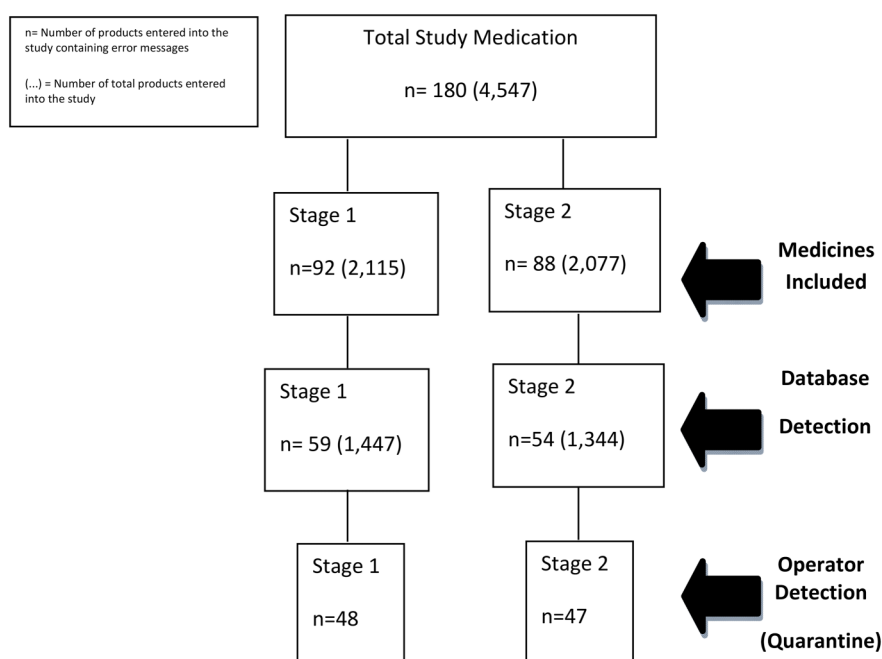 n= Number of products entered into the
study containing error messages
(...) = Number of total products entered
into the study
Total Study Medication
n= 180 (4,547)
Stage 1
n=92 (2,115)
Stage 2
n= 88 (2,077)
Medicines
Included
Stage 1
n= 59 (1,447)
Stage 2
n=54 (1,344)
Database
Detection
Stage 1
n=48
Stage 2
n=47
Operator
Detection
(Quarantine)